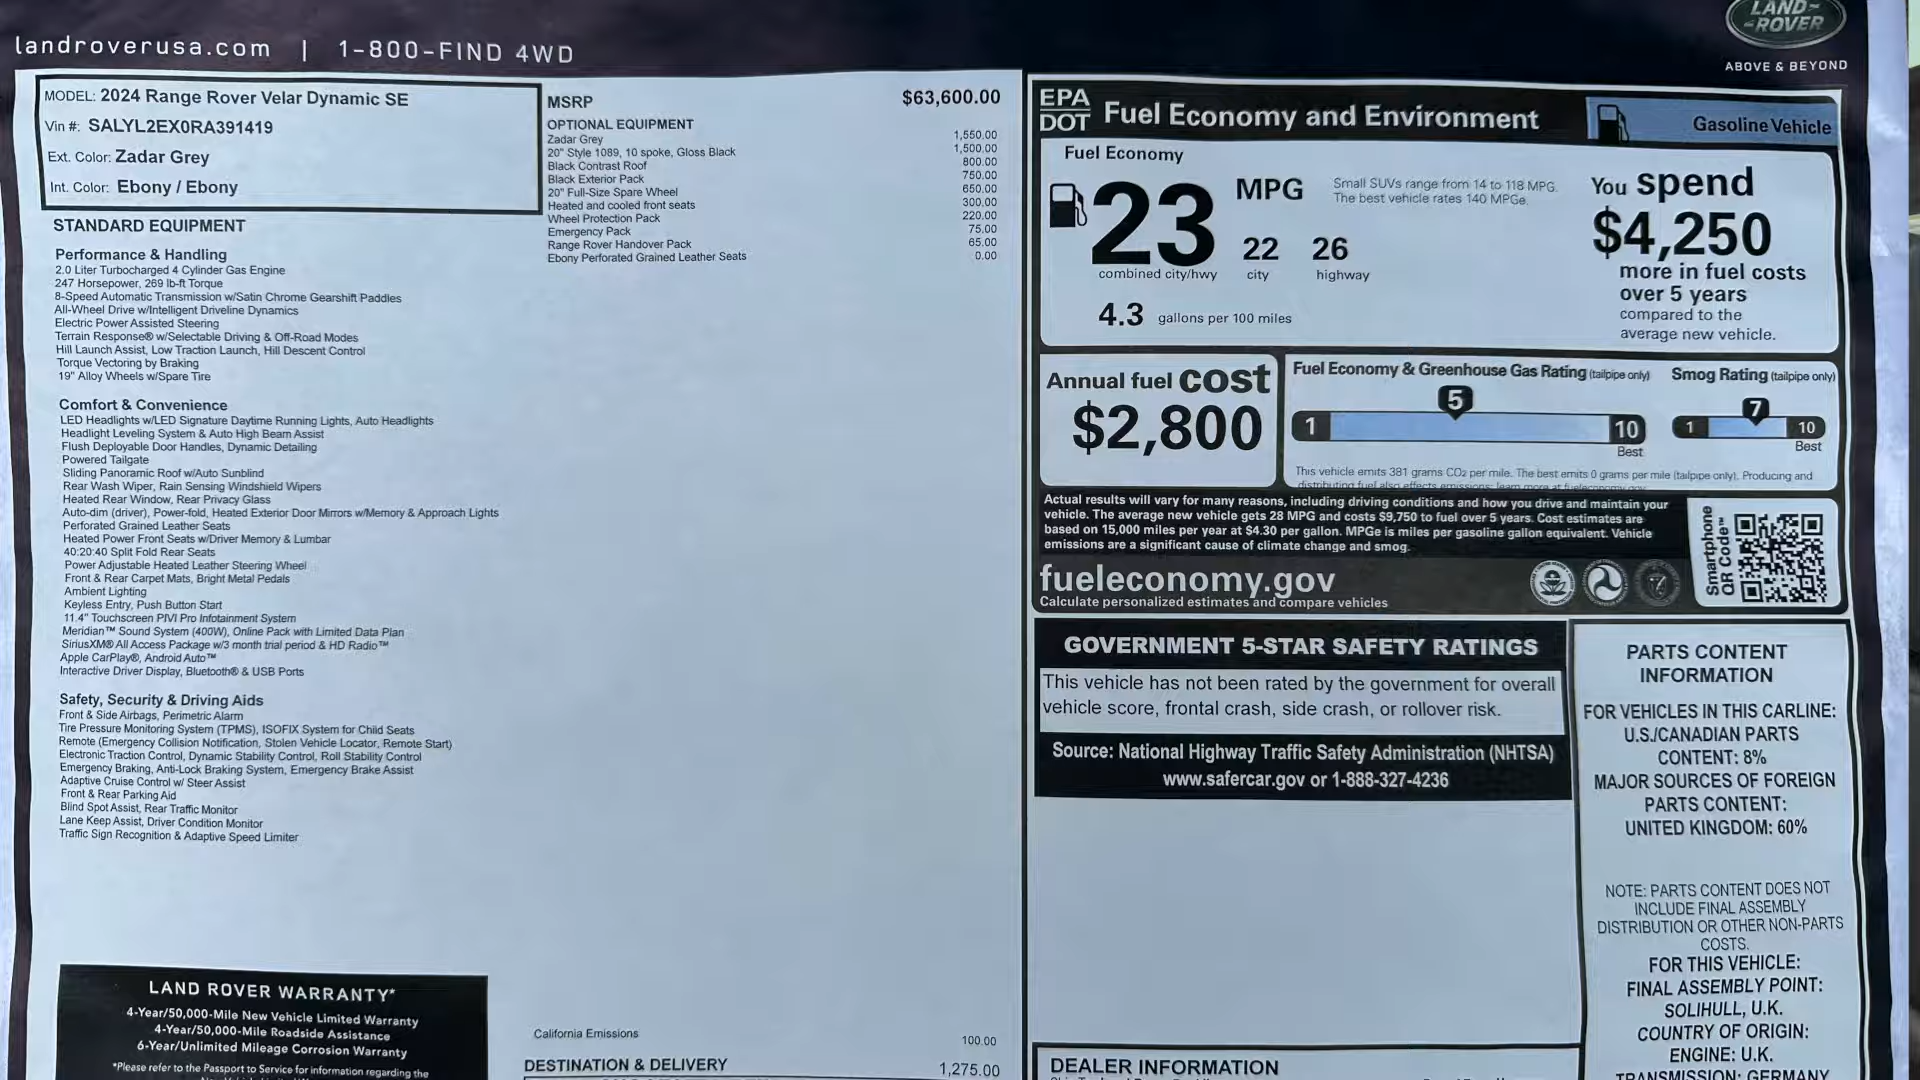 landroverusa.com | 1-800-FIND 4WD
LAND-
-ROVER
ABOVE & BEYOND
MODEL: 2024 Range Rover Velar Dynamic SE
Vin #: SALYL2EX0RA391419
Ext. Color: Zadar Grey
Int. Color: Ebony / Ebony
STANDARD EQUIPMENT
Performance & Handling
2.0 Liter Turbocharged 4 Cylinder Gas Engine
247 Horsepower, 269 lb-ft Torque
8-Speed Automatic Transmission w/Satin Chrome Gearshift Paddles
All-Wheel Drive w/Intelligent Driveline Dynamics
Electric Power Assisted Steering
Terrain Response® w/Selectable Driving & Off-Road Modes
Hill Launch Assist, Low Traction Launch, Hill Descent Control
Torque Vectoring by Braking
19" Alloy Wheels w/Spare Tire
Comfort & Convenience
LED Headlights w/LED Signature Daytime Running Lights, Auto Headlights
Headlight Leveling System & Auto High Beam Assist
Flush Deployable Door Handles, Dynamic Detailing
Powered Tailgate
Sliding Panoramic Roof w/Auto Sunblind
Rear Wash Wiper, Rain Sensing Windshield Wipers
Heated Rear Window, Rear Privacy Glass
Auto-dim (driver), Power-fold, Heated Exterior Door Mirrors w/Memory & Approach Lights
Perforated Grained Leather Seats
Heated Power Front Seats w/Driver Memory & Lumbar
40:20:40 Split Fold Rear Seats
Power Adjustable Heated Leather Steering Wheel
Front & Rear Carpet Mats, Bright Metal Pedals
Ambient Lighting
Keyless Entry, Push Button Start
11.4" Touchscreen PIVI Pro Infotainment System
Meridian™ Sound System (400W), Online Pack with Limited Data Plan
SiriusXM® All Access Package w/3 month trial period & HD Radio™
Apple CarPlay®, Android Auto™
Interactive Driver Display, Bluetooth® & USB Ports
Safety, Security & Driving Aids
Front & Side Airbags, Perimetric Alarm
Tire Pressure Monitoring System (TPMS), ISOFIX System for Child Seats
Remote (Emergency Collision Notification, Stolen Vehicle Locator, Remote Start)
Electronic Traction Control, Dynamic Stability Control, Roll Stability Control
Emergency Braking, Anti-Lock Braking System, Emergency Brake Assist
Adaptive Cruise Control w/ Steer Assist
Front & Rear Parking Aid
Blind Spot Assist, Rear Traffic Monitor
Lane Keep Assist, Driver Condition Monitor
Traffic Sign Recognition & Adaptive Speed Limiter
LAND ROVER WARRANTY*
4-Year/50,000-Mile New Vehicle Limited Warranty
4-Year/50,000-Mile Roadside Assistance
6-Year/Unlimited Mileage Corrosion Warranty
*Please refer to the Passport to Service for information regarding the
MSRP $63,600.00
OPTIONAL EQUIPMENT
Zadar Grey 1,550.00
20" Style 1089, 10 spoke, Gloss Black 1,500.00
Black Contrast Roof 800.00
Black Exterior Pack 750.00
20" Full-Size Spare Wheel 650.00
Heated and cooled front seats 300.00
Wheel Protection Pack 220.00
Emergency Pack 75.00
Range Rover Handover Pack 65.00
Ebony Perforated Grained Leather Seats 0.00
California Emissions 100.00
DESTINATION & DELIVERY 1,275.00
EPA
DOT
Fuel Economy and Environment
Gasoline Vehicle
Fuel Economy
23 MPG
combined city/hwy
22 city
26 highway
4.3 gallons per 100 miles
Small SUVs range from 14 to 118 MPG.
The best vehicle rates 140 MPGe.
You spend
$4,250
more in fuel costs
over 5 years
compared to the
average new vehicle.
Annual fuel cost
$2,800
Fuel Economy & Greenhouse Gas Rating (tailpipe only)
5
1 10
Best
Smog Rating (tailpipe only)
7
1 10
Best
This vehicle emits 381 grams CO2 per mile. The best emits 0 grams per mile (tailpipe only). Producing and
distributing fuel also effects emissions; learn more at fueleconomy.gov.
Actual results will vary for many reasons, including driving conditions and how you drive and maintain your
vehicle. The average new vehicle gets 28 MPG and costs $9,750 to fuel over 5 years. Cost estimates are
based on 15,000 miles per year at $4.30 per gallon. MPGe is miles per gasoline gallon equivalent. Vehicle
emissions are a significant cause of climate change and smog.
fueleconomy.gov
Calculate personalized estimates and compare vehicles
Smartphone
QR Code™
GOVERNMENT 5-STAR SAFETY RATINGS
This vehicle has not been rated by the government for overall
vehicle score, frontal crash, side crash, or rollover risk.
Source: National Highway Traffic Safety Administration (NHTSA)
www.safercar.gov or 1-888-327-4236
DEALER INFORMATION
PARTS CONTENT
INFORMATION
FOR VEHICLES IN THIS CARLINE:
U.S./CANADIAN PARTS
CONTENT: 8%
MAJOR SOURCES OF FOREIGN
PARTS CONTENT:
UNITED KINGDOM: 60%
NOTE: PARTS CONTENT DOES NOT
INCLUDE FINAL ASSEMBLY
DISTRIBUTION OR OTHER NON-PARTS
COSTS.
FOR THIS VEHICLE:
FINAL ASSEMBLY POINT:
SOLIHULL, U.K.
COUNTRY OF ORIGIN:
ENGINE: U.K.
TRANSMISSION: GERMANY